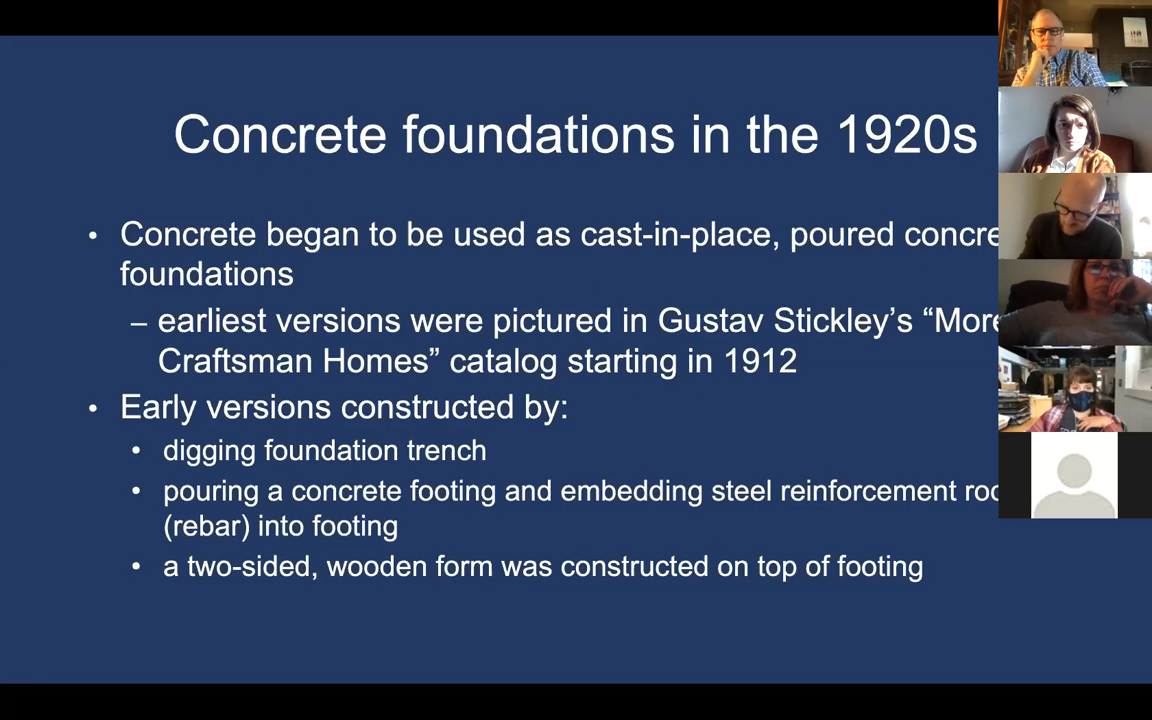 Concrete foundations in the 1920s
• Concrete began to be used as cast-in-place, poured
foundations
– earliest versions were pictured in Gustav Stickley’s “More
Craftsman Homes” catalog starting in 1912
• Early versions constructed by:
• digging foundation trench
• pouring a concrete footing and embedding steel reinforcement
(rebar) into footing
• a two-sided, wooden form was constructed on top of footing